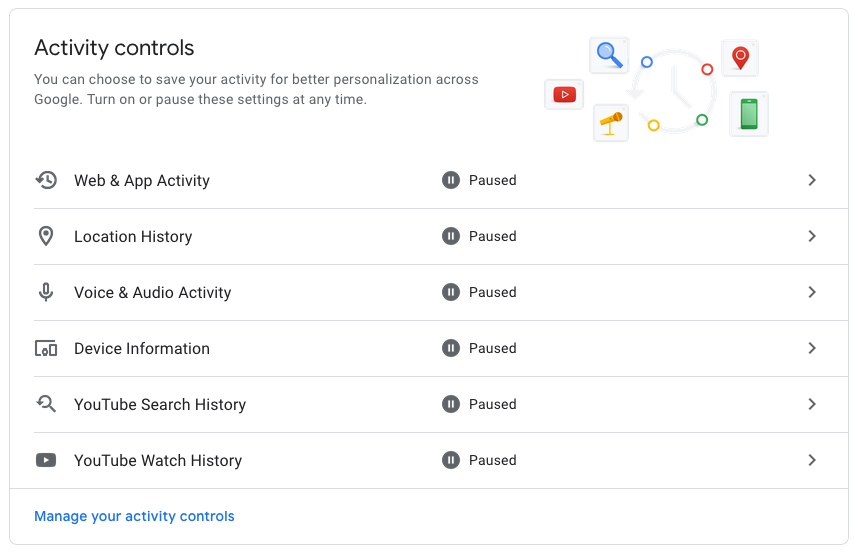 Activity controls
You can choose to save your activity for better personalization across
Google. Turn on or pause these settings at any time.
Web & App Activity Paused
Location History Paused
Voice & Audio Activity Paused
Device Information Paused
YouTube Search History Paused
YouTube Watch History Paused
Manage your activity controls